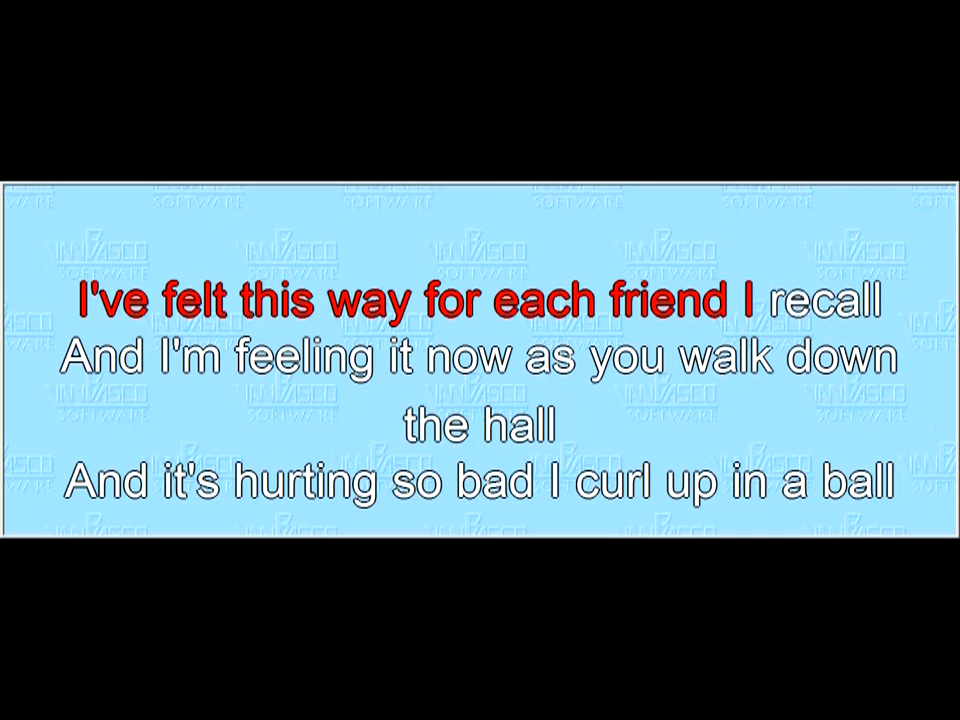 I've felt this way for each friend I recall
And I'm feeling it now as you walk down
the hall
And it's hurting so bad I curl up in a ball